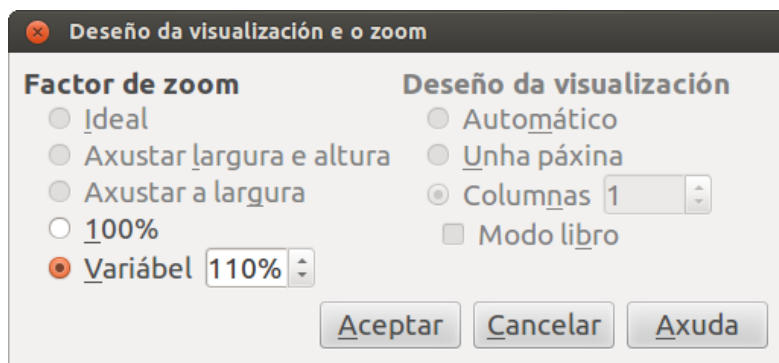 Deseño da visualización e o zoom
Factor de zoom
Ideal
Axustar largura e altura
Axustar a largura
100%
Variábel 110%
Deseño da visualización
Automático
Unha páxina
Columnas 1
Modo libro
Aceptar
Cancelar
Axuda